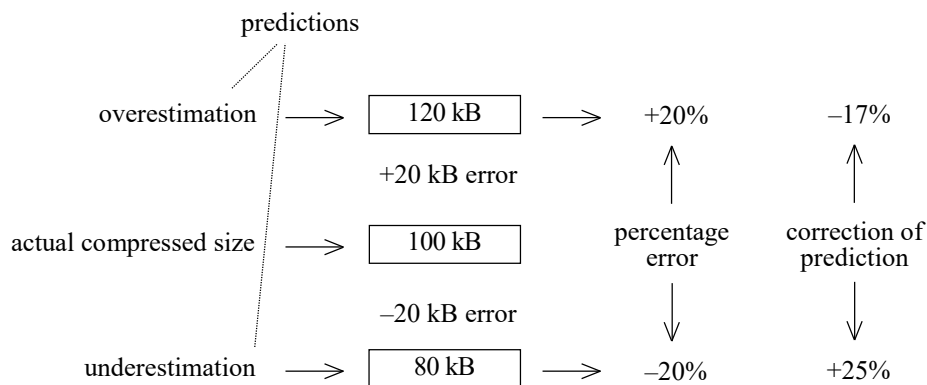 predictions
overestimation 120 kB +20% –17%
+20 kB error
actual compressed size 100 kB percentage error correction of prediction
–20 kB error
underestimation 80 kB –20% +25%